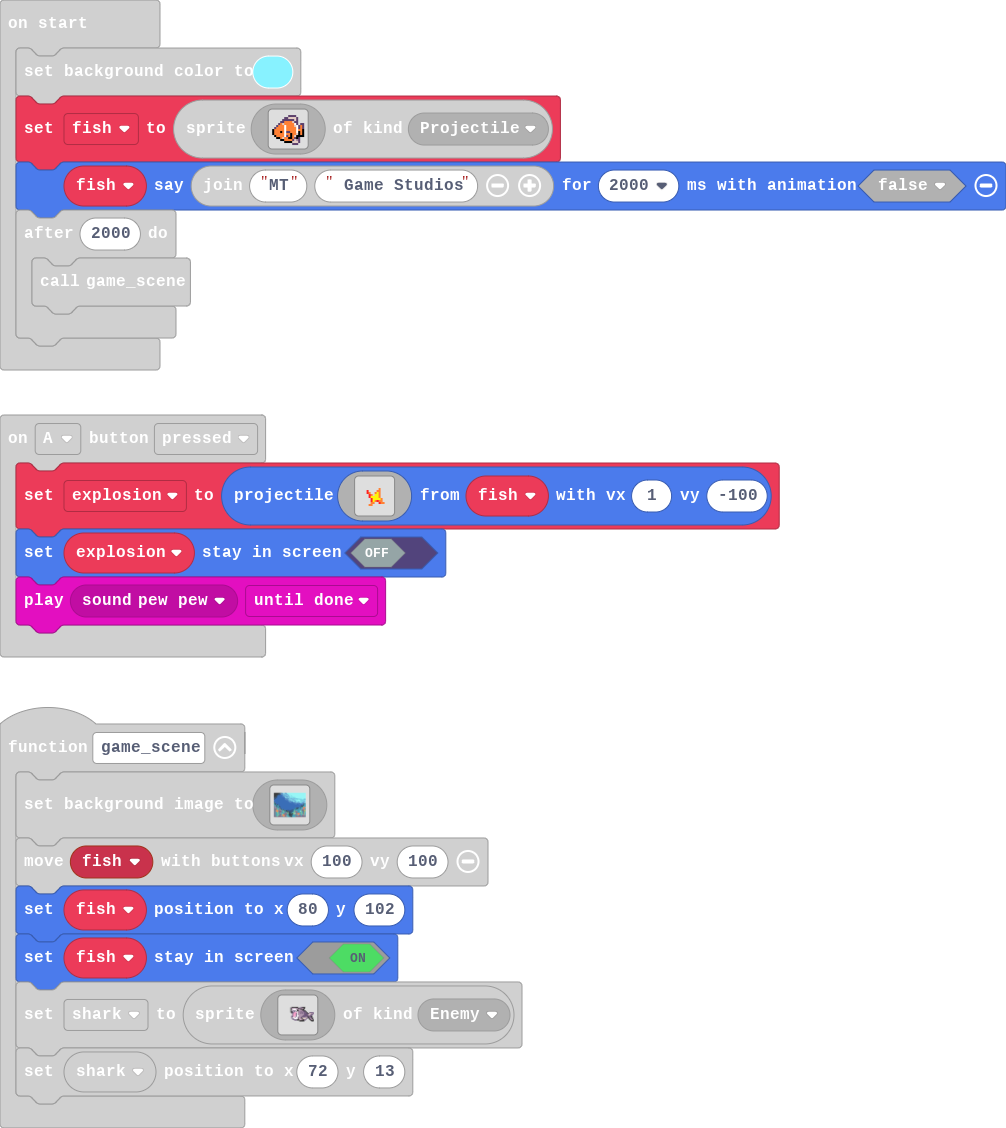 on start
set background color to
set fish to sprite of kind Projectile
fish say join "MT" " Game Studios" for 2000 ms with animation false
after 2000 do
call game_scene
on A button pressed
set explosion to projectile from fish with vx 1 vy -100
set explosion stay in screen OFF
play sound pew pew until done
function game_scene
set background image to
move fish with buttons vx 100 vy 100
set fish position to x 80 y 102
set fish stay in screen ON
set shark to sprite of kind Enemy
set shark position to x 72 y 13